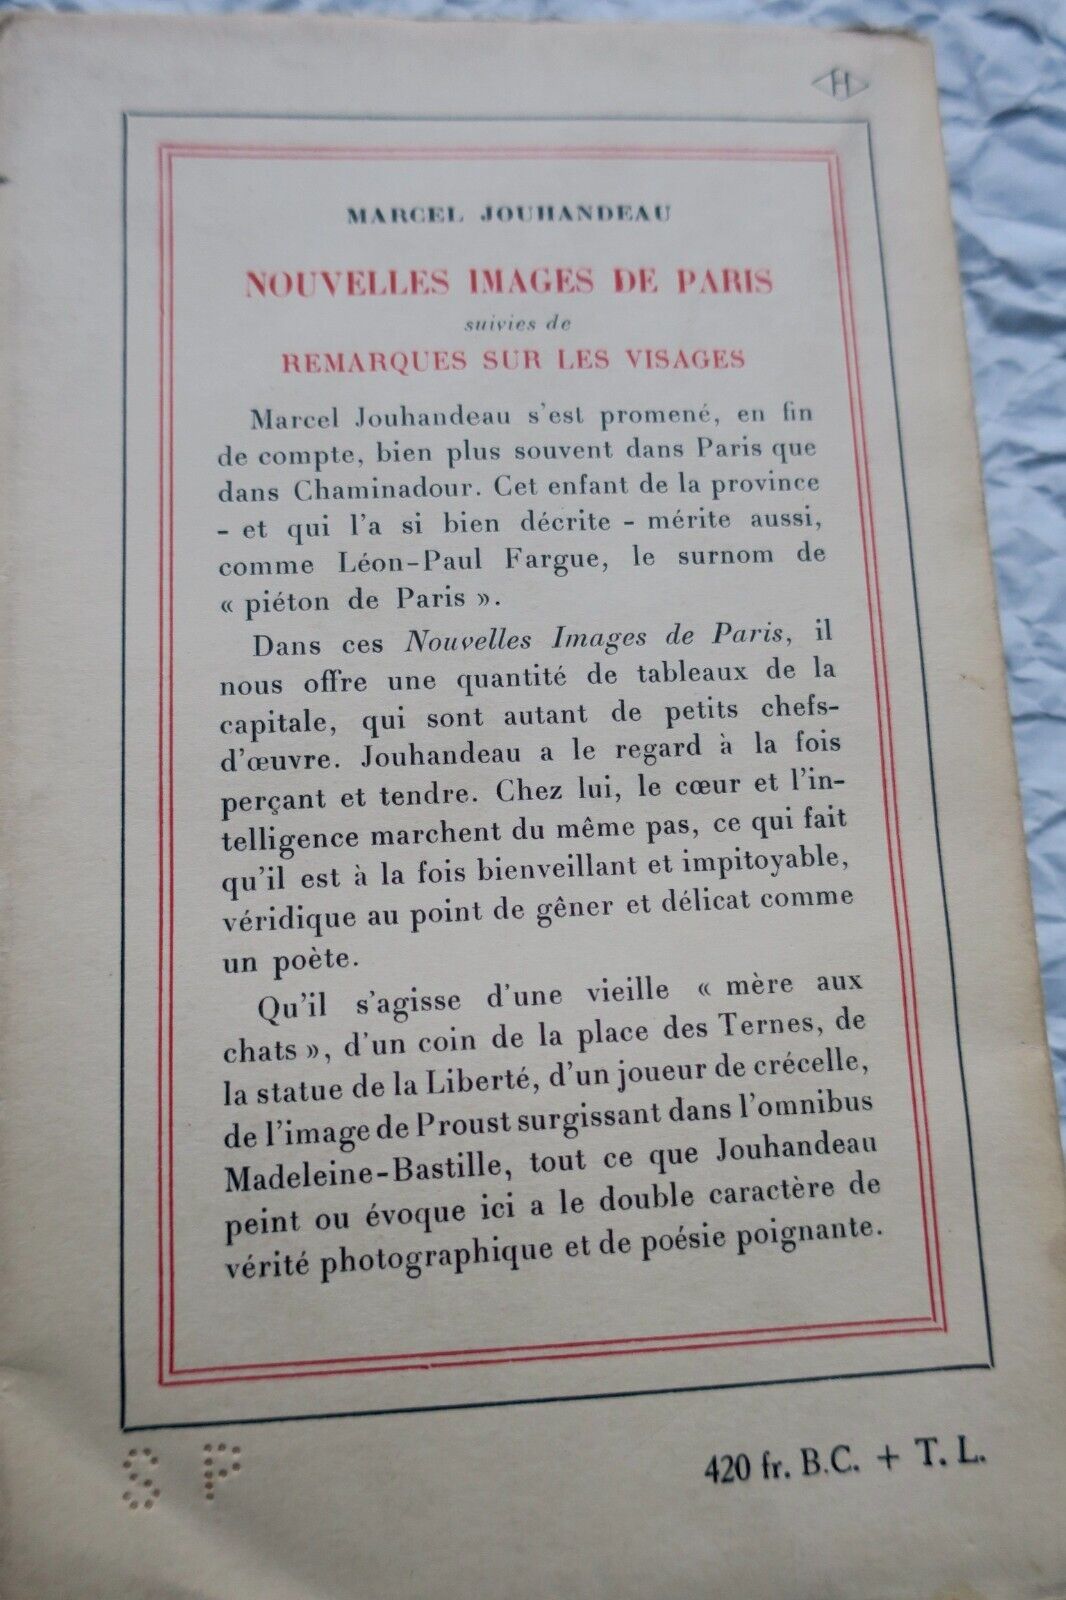 H
MARCEL JOUHANDEAU
NOUVELLES IMAGES DE PARIS
suivies de
REMARQUES SUR LES VISAGES
Marcel Jouhandeau s'est promené, en fin
de compte, bien plus souvent dans Paris que
dans Chaminadour. Cet enfant de la province
- et qui l'a si bien décrite - mérite aussi,
comme Léon-Paul Fargue, le surnom de
« piéton de Paris ».
Dans ces Nouvelles Images de Paris, il
nous offre une quantité de tableaux de la
capitale, qui sont autant de petits chefs-
d'œuvre. Jouhandeau a le regard à la fois
perçant et tendre. Chez lui, le cœur et l'in-
telligence marchent du même pas, ce qui fait
qu'il est à la fois bienveillant et impitoyable,
véridique au point de gêner et délicat comme
un poète.
Qu'il s'agisse d'une vieille « mère aux
chats », d'un coin de la place des Ternes, de
la statue de la Liberté, d'un joueur de crécelle,
de l'image de Proust surgissant dans l'omnibus
Madeleine-Bastille, tout ce que Jouhandeau
peint ou évoque ici a le double caractère de
vérité photographique et de poésie poignante.
S P
420 fr. B.C. + T. L.